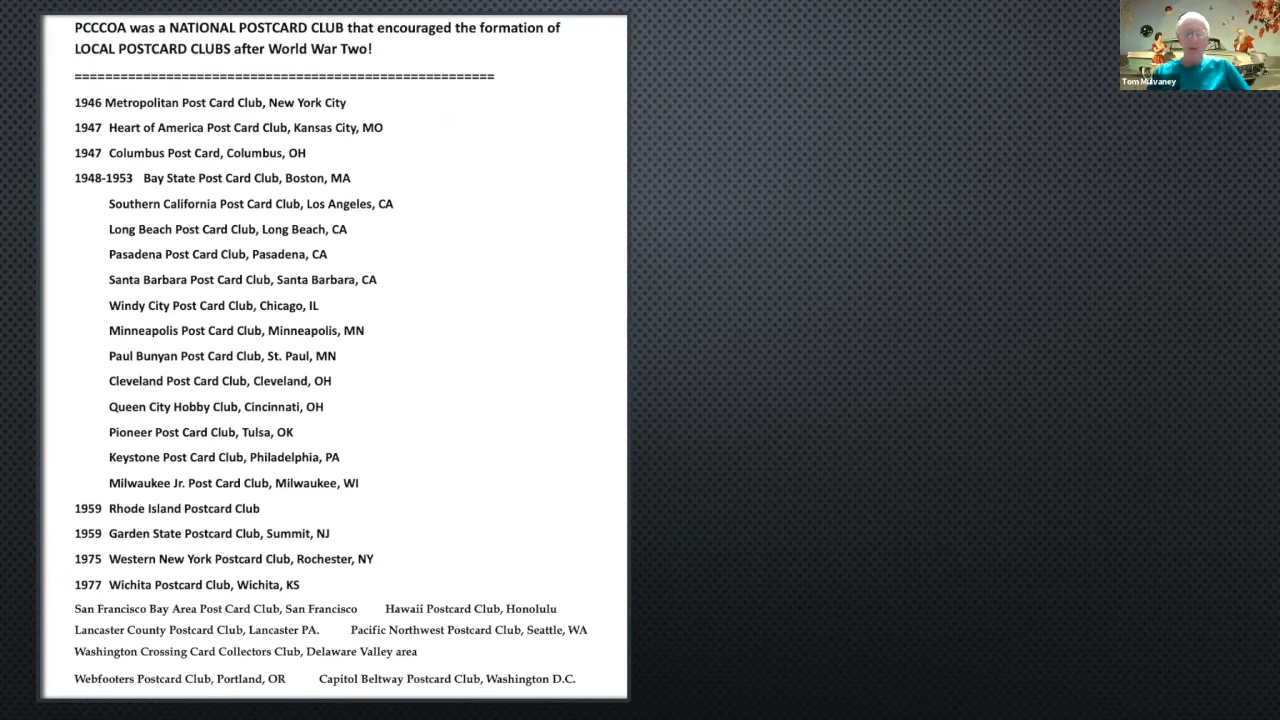 PCCCOA was a NATIONAL POSTCARD CLUB that encouraged the formation of
LOCAL POSTCARD CLUBS after World War Two!
=======================================================
1946 Metropolitan Post Card Club, New York City
1947 Heart of America Post Card Club, Kansas City, MO
1947 Columbus Post Card, Columbus, OH
1948-1953 Bay State Post Card Club, Boston, MA
Southern California Post Card Club, Los Angeles, CA
Long Beach Post Card Club, Long Beach, CA
Pasadena Post Card Club, Pasadena, CA
Santa Barbara Post Card Club, Santa Barbara, CA
Windy City Post Card Club, Chicago, IL
Minneapolis Post Card Club, Minneapolis, MN
Paul Bunyan Post Card Club, St. Paul, MN
Cleveland Post Card Club, Cleveland, OH
Queen City Hobby Club, Cincinnati, OH
Pioneer Post Card Club, Tulsa, OK
Keystone Post Card Club, Philadelphia, PA
Milwaukee Jr. Post Card Club, Milwaukee, WI
1959 Rhode Island Postcard Club
1959 Garden State Postcard Club, Summit, NJ
1975 Western New York Postcard Club, Rochester, NY
1977 Wichita Postcard Club, Wichita, KS
San Francisco Bay Area Post Card Club, San Francisco Hawaii Postcard Club, Honolulu
Lancaster County Postcard Club, Lancaster PA. Pacific Northwest Postcard Club, Seattle, WA
Washington Crossing Card Collectors Club, Delaware Valley area
Webfooters Postcard Club, Portland, OR Capitol Beltway Postcard Club, Washington D.C.
Tom Mulvaney